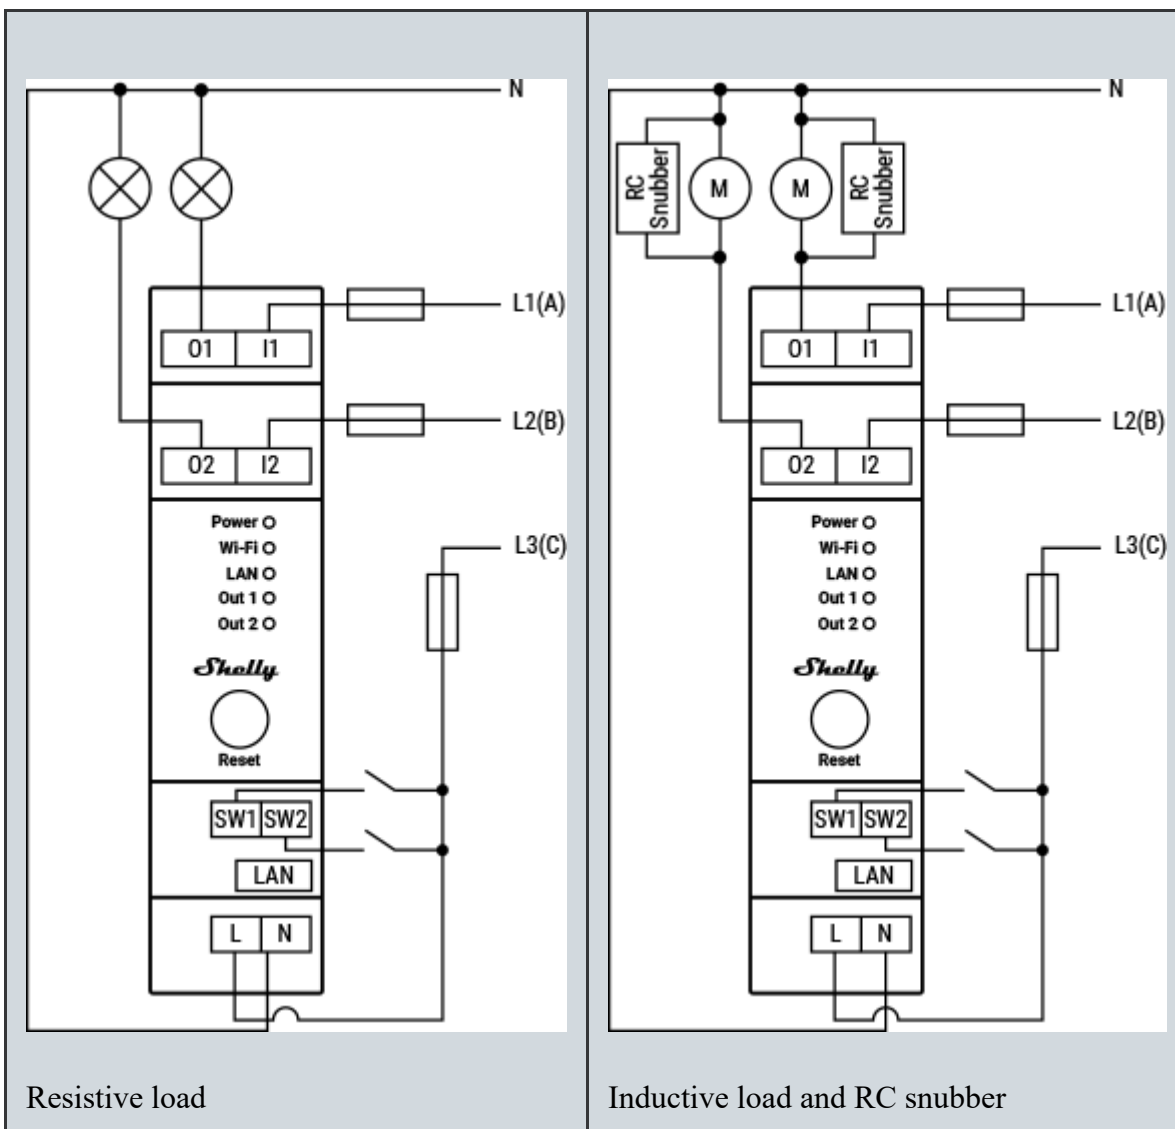 N
L1(A)
O1 I1
L2(B)
O2 I2
Power
Wi-Fi
LAN
Out 1
Out 2
L3(C)
Shelly
Reset
SW1 SW2
LAN
L N
Resistive load
N
RC Snubber
M
M
RC Snubber
L1(A)
O1 I1
L2(B)
O2 I2
Power
Wi-Fi
LAN
Out 1
Out 2
L3(C)
Shelly
Reset
SW1 SW2
LAN
L N
Inductive load and RC snubber